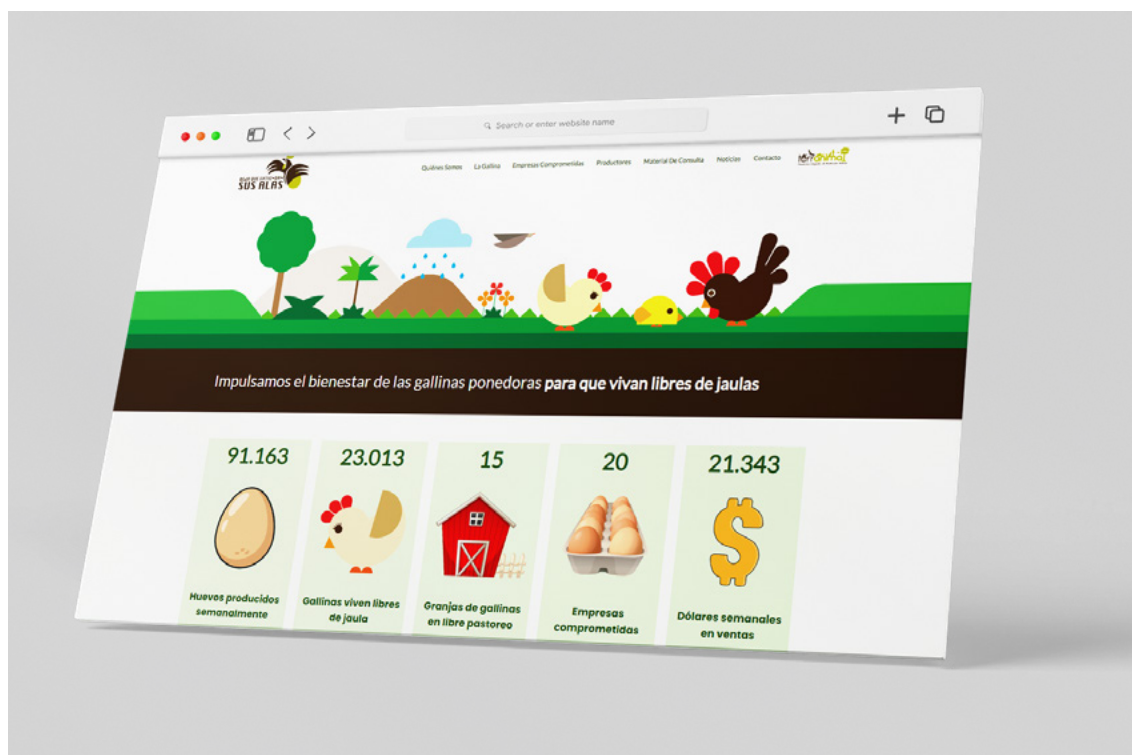 Search or enter website name
SUS ALAS
Quiénes Somos La Gallina Empresas Comprometidas Productores Material De Consulta Noticias Contacto
Impulsamos el bienestar de las gallinas ponedoras para que vivan libres de jaulas
91.163 23.013 15 20 21.343
Huevos producidos
semanalmente
Gallinas viven libres
de jaula
Granjas de gallinas
en libre pastoreo
Empresas
comprometidas
Dólares semanales
en ventas